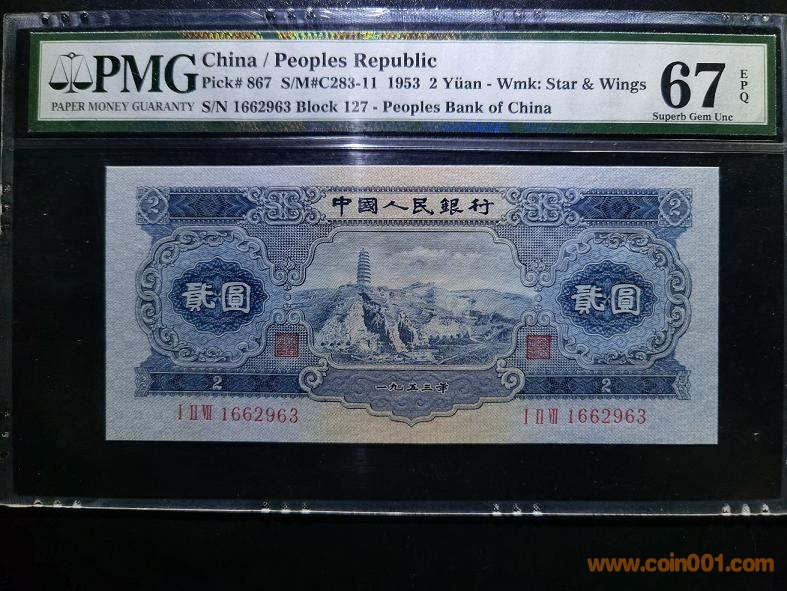 PMG
PAPER MONEY GUARANTY
China / Peoples Republic
Pick# 867 S/M#C283-11 1953 2 Yüan - Wmk: Star & Wings
S/N 1662963 Block 127 - Peoples Bank of China
67
EPQ
Superb Gem Unc
2
中國人民銀行
2
貳圓
貳圓
2
一九五三年
2
I II VII 1662963
I II VII 1662963
www.coin001.com